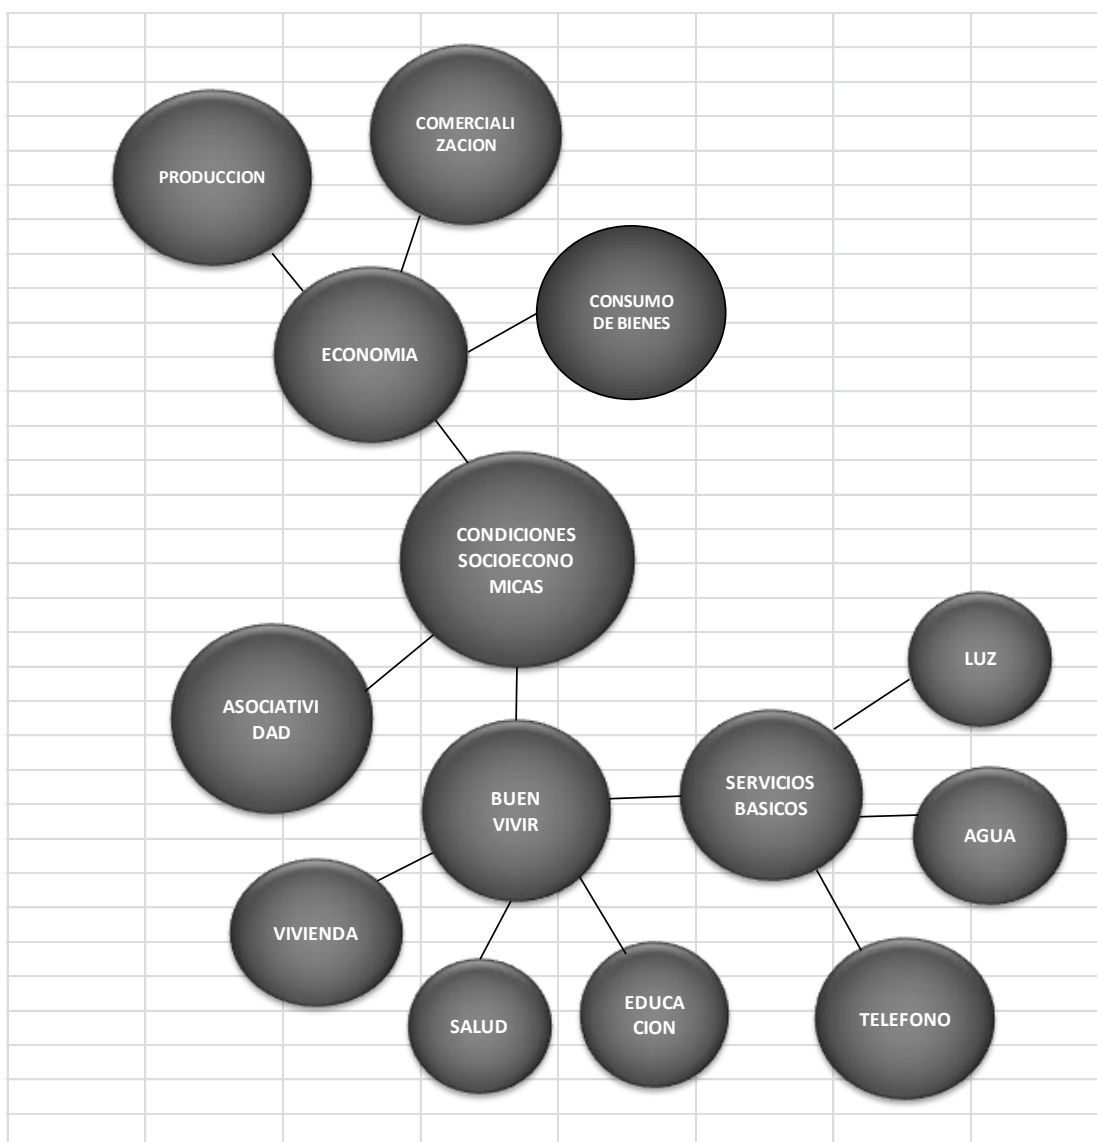 COMERCIALI
ZACION
PRODUCCION
CONSUMO
DE BIENES
ECONOMIA
CONDICIONES
SOCIOECONO
MICAS
LUZ
ASOCIATIVI
DAD
SERVICIOS
BASICOS
BUEN
VIVIR
AGUA
VIVIENDA
SALUD
EDUCA
CION
TELEFONO